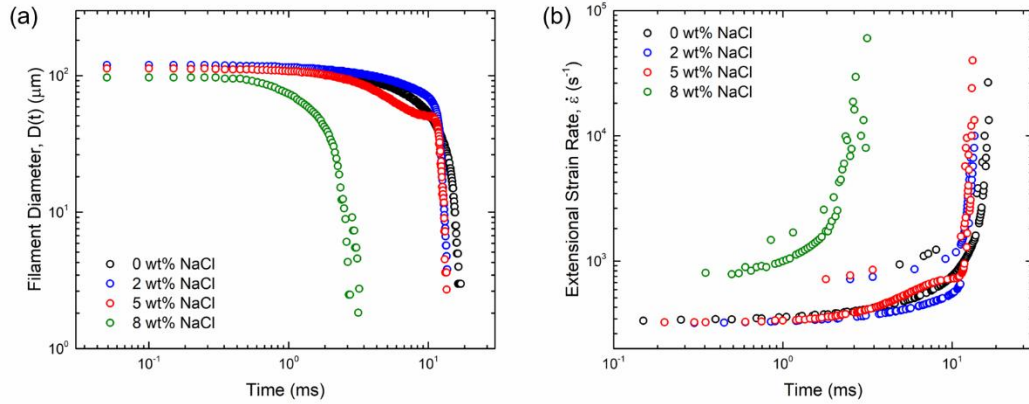 (a)
Filament Diameter, D(t) (μm)
10²
10¹
10⁰
0 wt% NaCl
2 wt% NaCl
5 wt% NaCl
8 wt% NaCl
10⁻¹ 10⁰ 10¹
Time (ms)
(b)
Extensional Strain Rate, ε̇ (s⁻¹)
10⁵
10⁴
10³
0 wt% NaCl
2 wt% NaCl
5 wt% NaCl
8 wt% NaCl
10⁻¹ 10⁰ 10¹
Time (ms)